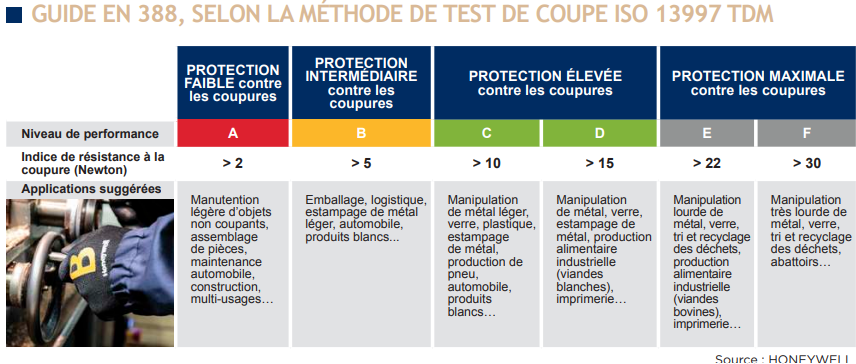 GUIDE EN 388, SELON LA MÉTHODE DE TEST DE COUPE ISO 13997 TDM
PROTECTION
FAIBLE contre
les coupures
PROTECTION
INTERMÉDIAIRE
contre les
coupures
PROTECTION ÉLEVÉE
contre les coupures
PROTECTION MAXIMALE
contre les coupures
Niveau de performance
A
B
C
D
E
F
Indice de résistance à la
coupure (Newton)
> 2
> 5
> 10
> 15
> 22
> 30
Applications suggérées
Manutention
légère d'objets
non coupants,
assemblage
de pièces,
maintenance
automobile,
construction,
multi-usages…
Emballage, logistique,
estampage de métal
léger, automobile,
produits blancs...
Manipulation
de métal léger,
verre, plastique,
estampage
de métal,
production de
pneu,
automobile,
produits
blancs…
Manipulation
de métal, verre,
estampage de
métal, production
alimentaire
industrielle
(viandes
blanches),
imprimerie…
Manipulation
lourde de
métal, verre,
tri et recyclage
des déchets,
production
alimentaire
industrielle
(viandes
bovines),
imprimerie…
Manipulation
très lourde de
métal, verre,
tri et recyclage
des déchets,
abattoirs…
B
Honeywell
Source : HONEYWELL